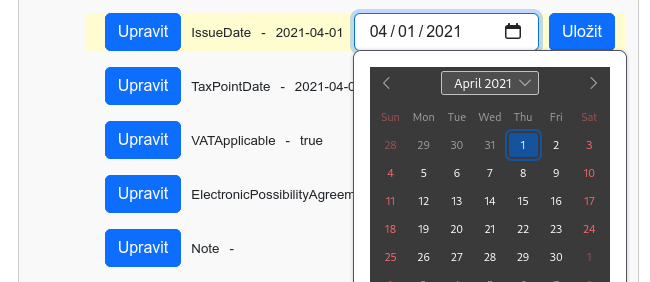 Upravit IssueDate - 2021-04-01 04/01/2021 Uložit
Upravit TaxPointDate - 2021-04-0
Upravit VATApplicable - true
Upravit ElectronicPossibilityAgreem
Upravit Note -
April 2021
Sun Mon Tue Wed Thu Fri Sat
28 29 30 31 1 2 3
4 5 6 7 8 9 10
11 12 13 14 15 16 17
18 19 20 21 22 23 24
25 26 27 28 29 30 1